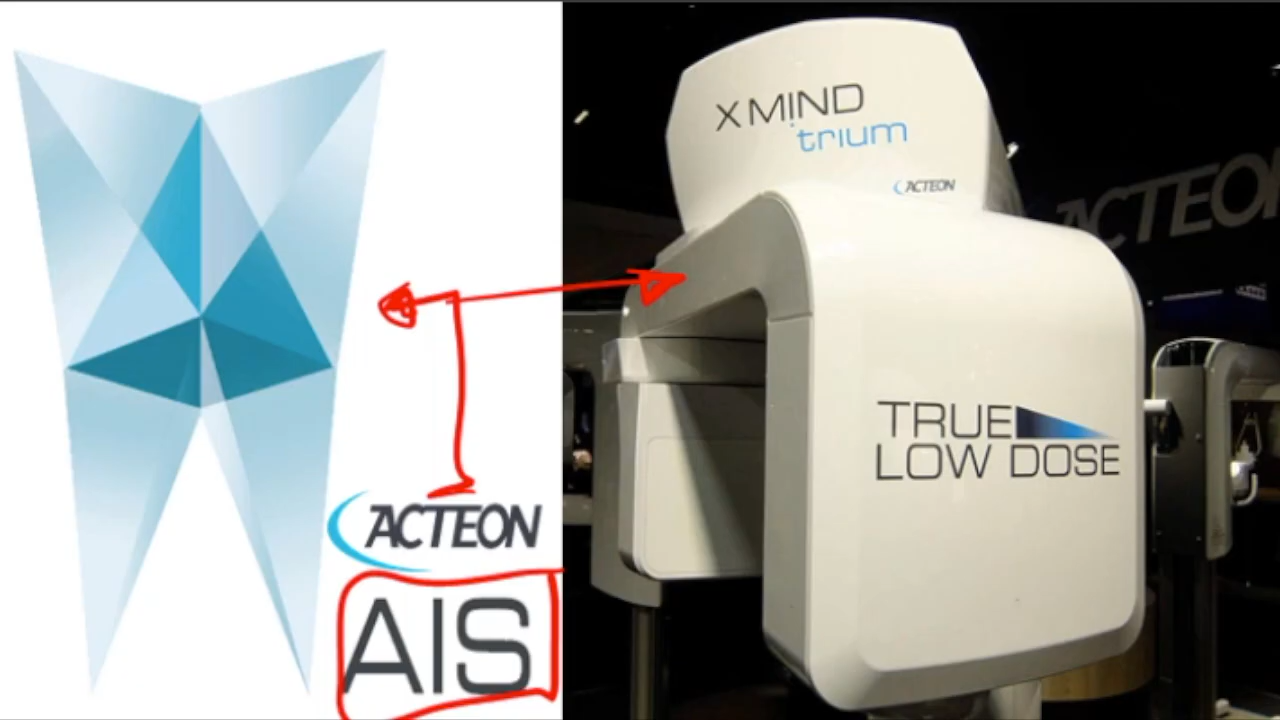 ACTEON
AIS
X MIND
trium
ACTEON
ACTEON
TRUE
LOW DOSE